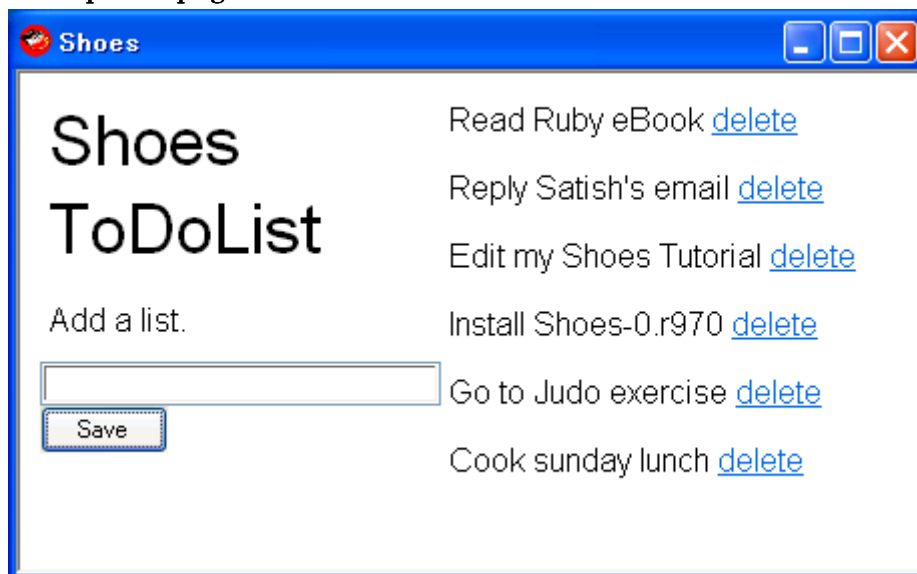 Shoes
Shoes
ToDoList
Add a list.
Save
Read Ruby eBook delete
Reply Satish's email delete
Edit my Shoes Tutorial delete
Install Shoes-0.r970 delete
Go to Judo exercise delete
Cook sunday lunch delete